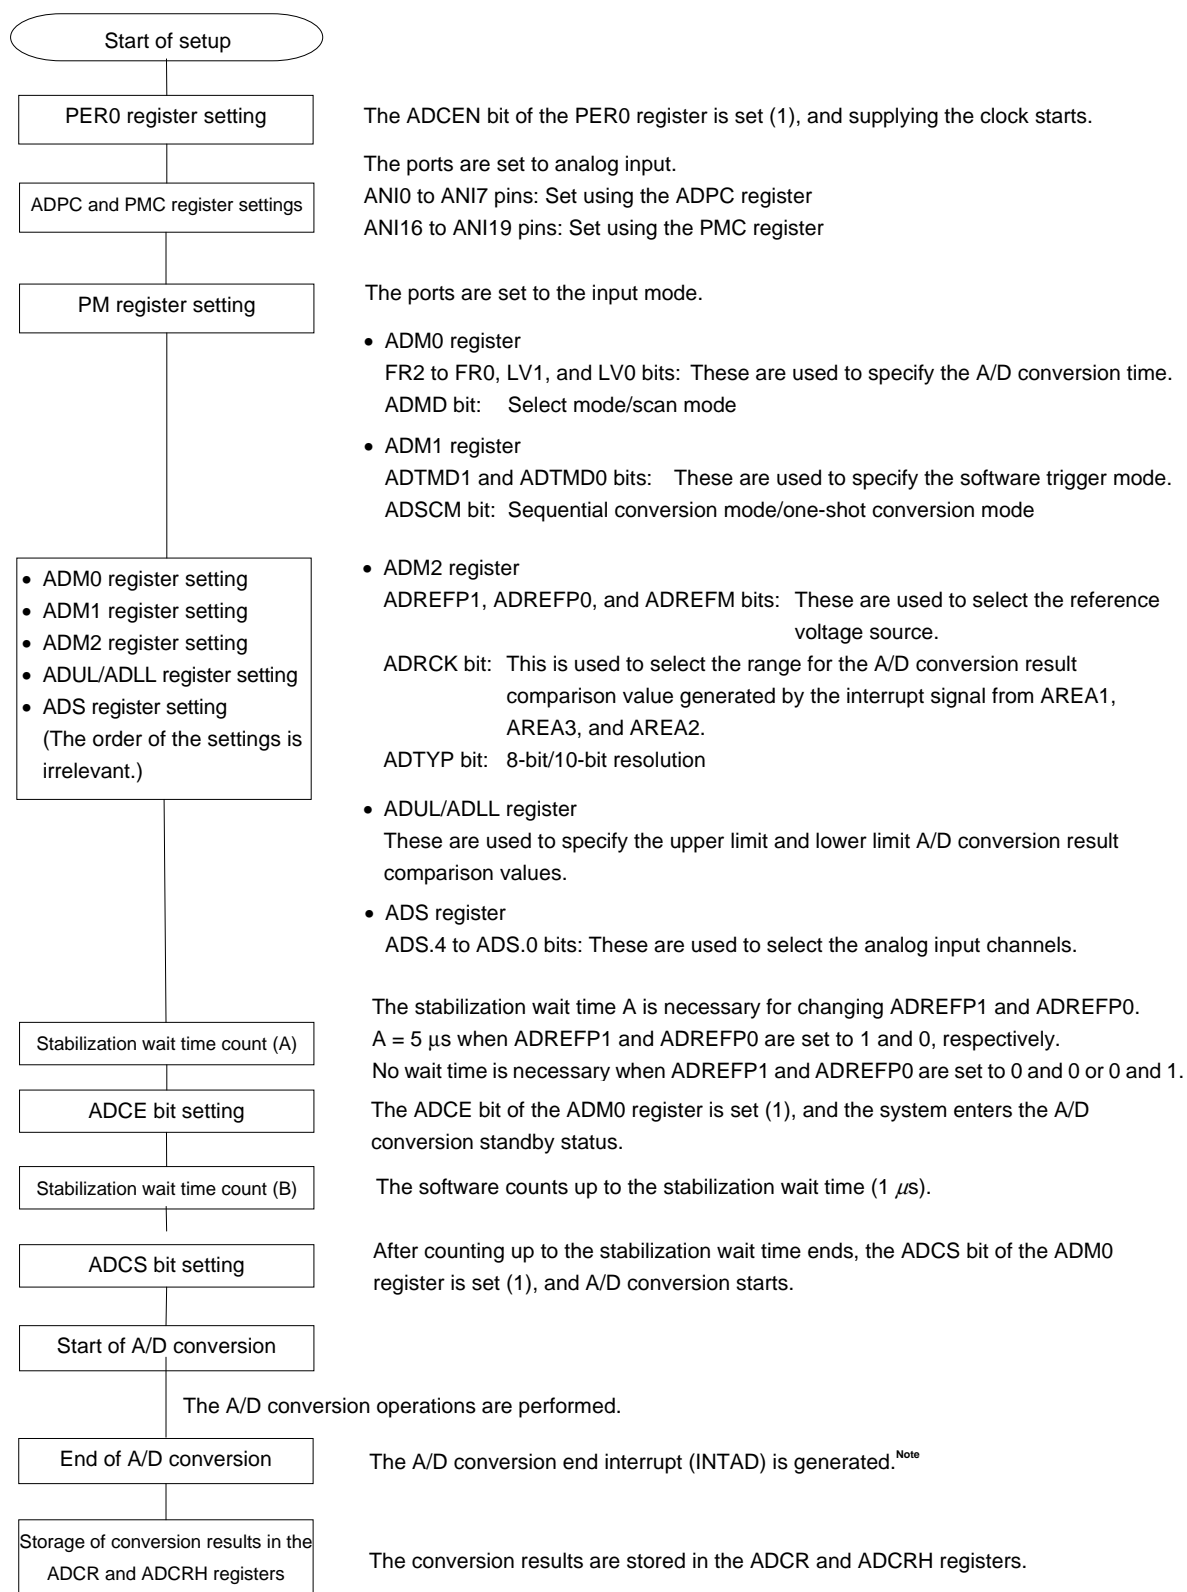 Start of setup
PER0 register setting
The ADCEN bit of the PER0 register is set (1), and supplying the clock starts.
ADPC and PMC register settings
The ports are set to analog input.
ANI0 to ANI7 pins: Set using the ADPC register
ANI16 to ANI19 pins: Set using the PMC register
PM register setting
The ports are set to the input mode.
• ADM0 register
FR2 to FR0, LV1, and LV0 bits: These are used to specify the A/D conversion time.
ADMD bit: Select mode/scan mode
• ADM1 register
ADTMD1 and ADTMD0 bits: These are used to specify the software trigger mode.
ADSCM bit: Sequential conversion mode/one-shot conversion mode
• ADM0 register setting
• ADM1 register setting
• ADM2 register setting
• ADUL/ADLL register setting
• ADS register setting
(The order of the settings is
irrelevant.)
• ADM2 register
ADREFP1, ADREFP0, and ADREFM bits: These are used to select the reference
voltage source.
ADRCK bit: This is used to select the range for the A/D conversion result
comparison value generated by the interrupt signal from AREA1,
AREA3, and AREA2.
ADTYP bit: 8-bit/10-bit resolution
• ADUL/ADLL register
These are used to specify the upper limit and lower limit A/D conversion result
comparison values.
• ADS register
ADS.4 to ADS.0 bits: These are used to select the analog input channels.
Stabilization wait time count (A)
The stabilization wait time A is necessary for changing ADREFP1 and ADREFP0.
A = 5 μs when ADREFP1 and ADREFP0 are set to 1 and 0, respectively.
No wait time is necessary when ADREFP1 and ADREFP0 are set to 0 and 0 or 0 and 1.
ADCE bit setting
The ADCE bit of the ADM0 register is set (1), and the system enters the A/D
conversion standby status.
Stabilization wait time count (B)
The software counts up to the stabilization wait time (1 μs).
ADCS bit setting
After counting up to the stabilization wait time ends, the ADCS bit of the ADM0
register is set (1), and A/D conversion starts.
Start of A/D conversion
The A/D conversion operations are performed.
End of A/D conversion
The A/D conversion end interrupt (INTAD) is generated.Note
Storage of conversion results in the
ADCR and ADCRH registers
The conversion results are stored in the ADCR and ADCRH registers.